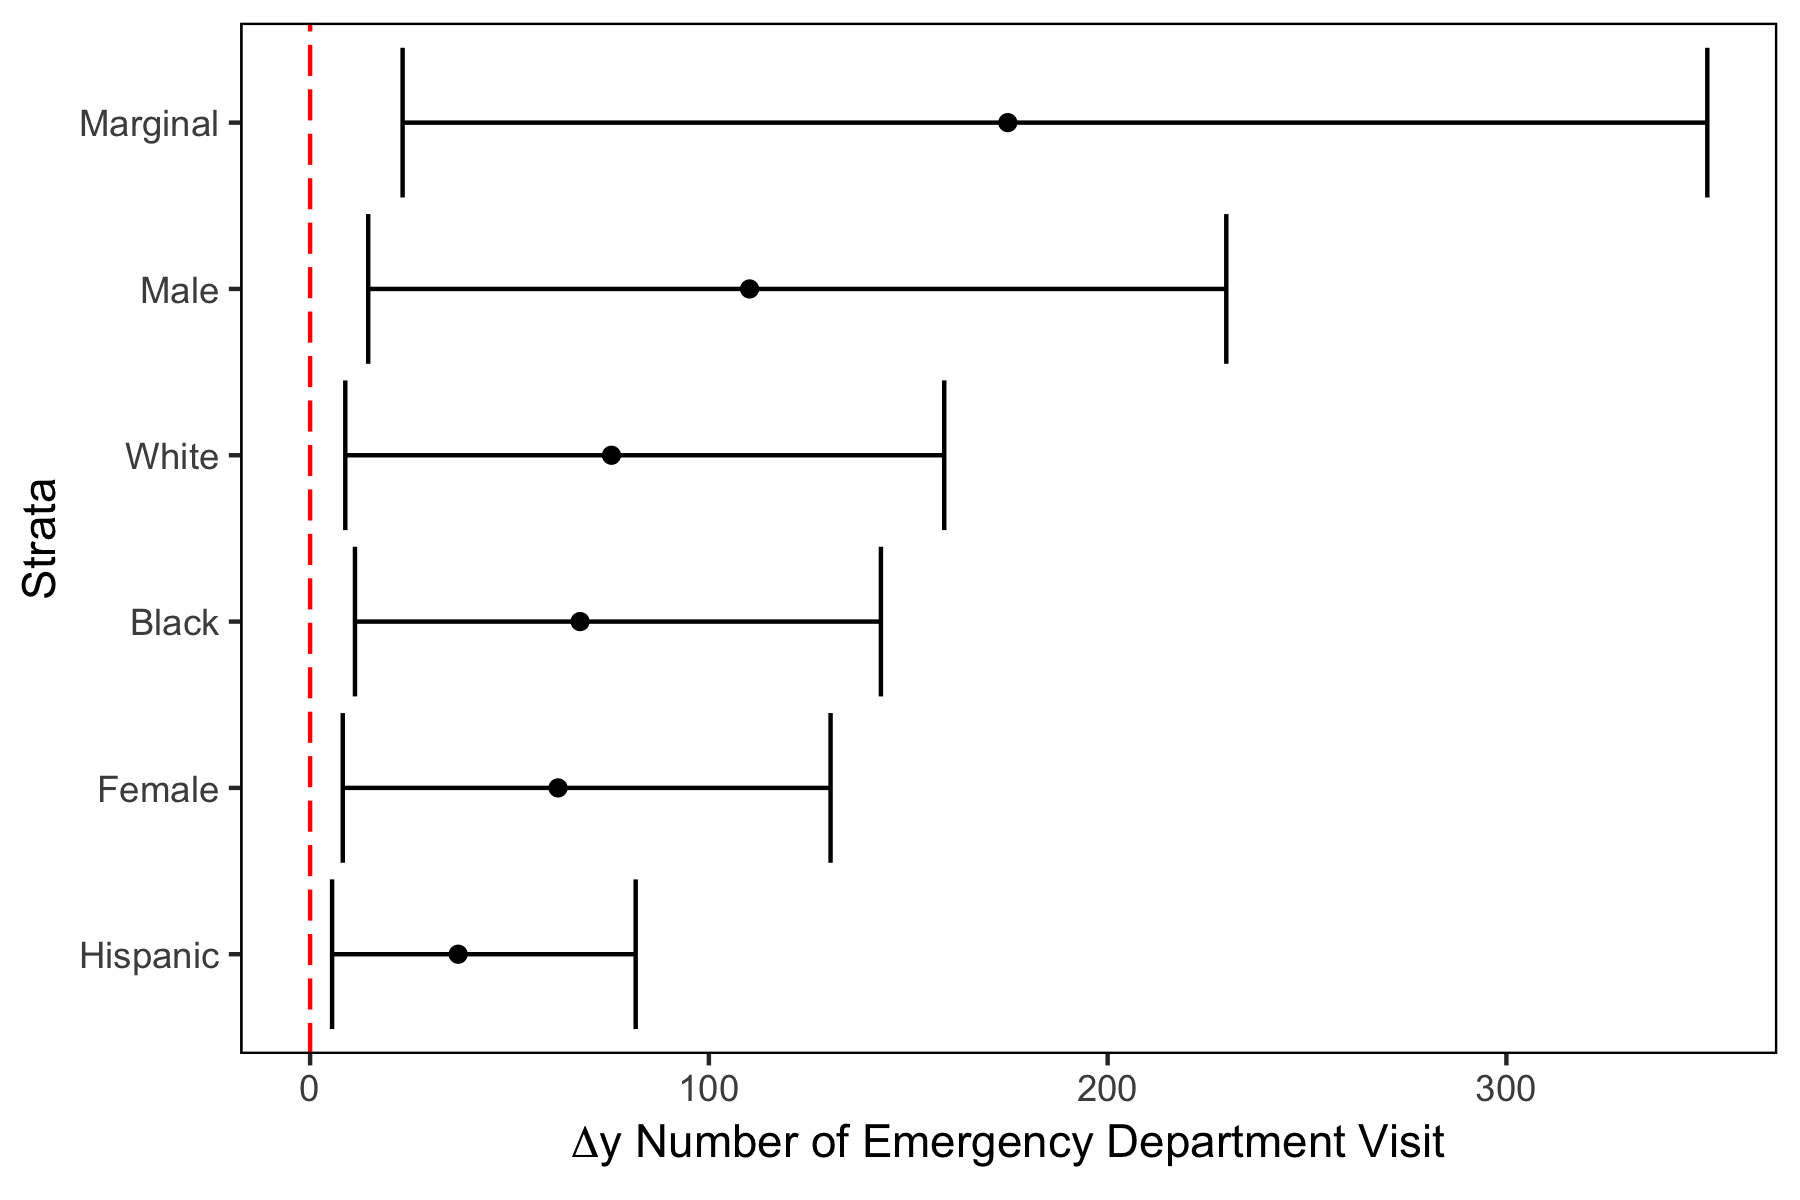 Marginal
Male
White
Black
Female
Hispanic
Strata
0 100 200 300
Δy Number of Emergency Department Visit